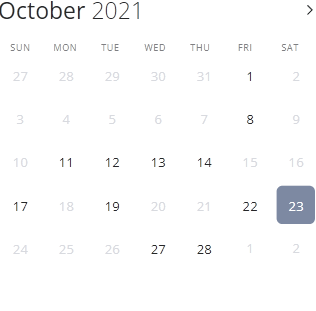 October 2021
SUN MON TUE WED THU FRI SAT
27 28 29 30 31 1 2
3 4 5 6 7 8 9
10 11 12 13 14 15 16
17 18 19 20 21 22 23
24 25 26 27 28 1 2